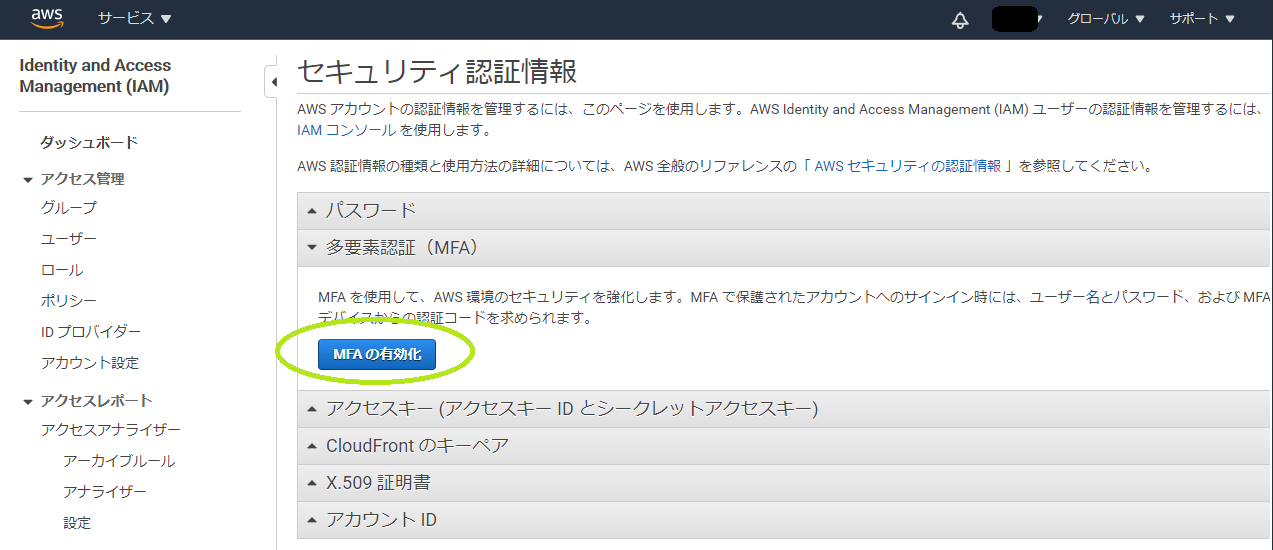 aws サービス グローバル サポート
Identity and Access
Management (IAM)
ダッシュボード
アクセス管理
グループ
ユーザー
ロール
ポリシー
ID プロバイダー
アカウント設定
アクセスレポート
アクセスアナライザー
アーカイブルール
アナライザー
設定
セキュリティ認証情報
AWS アカウントの認証情報を管理するには、このページを使用します。AWS Identity and Access Management (IAM) ユーザーの認証情報を管理するには、
IAM コンソール を使用します。
AWS 認証情報の種類と使用方法の詳細については、AWS 全般のリファレンスの「 AWS セキュリティの認証情報 」を参照してください。
パスワード
多要素認証（MFA）
MFA を使用して、AWS 環境のセキュリティを強化します。MFA で保護されたアカウントへのサインイン時には、ユーザー名とパスワード、および MFA
デバイスからの認証コードを求められます。
MFA の有効化
アクセスキー (アクセスキー ID とシークレットアクセスキー)
CloudFront のキーペア
X.509 証明書
アカウント ID